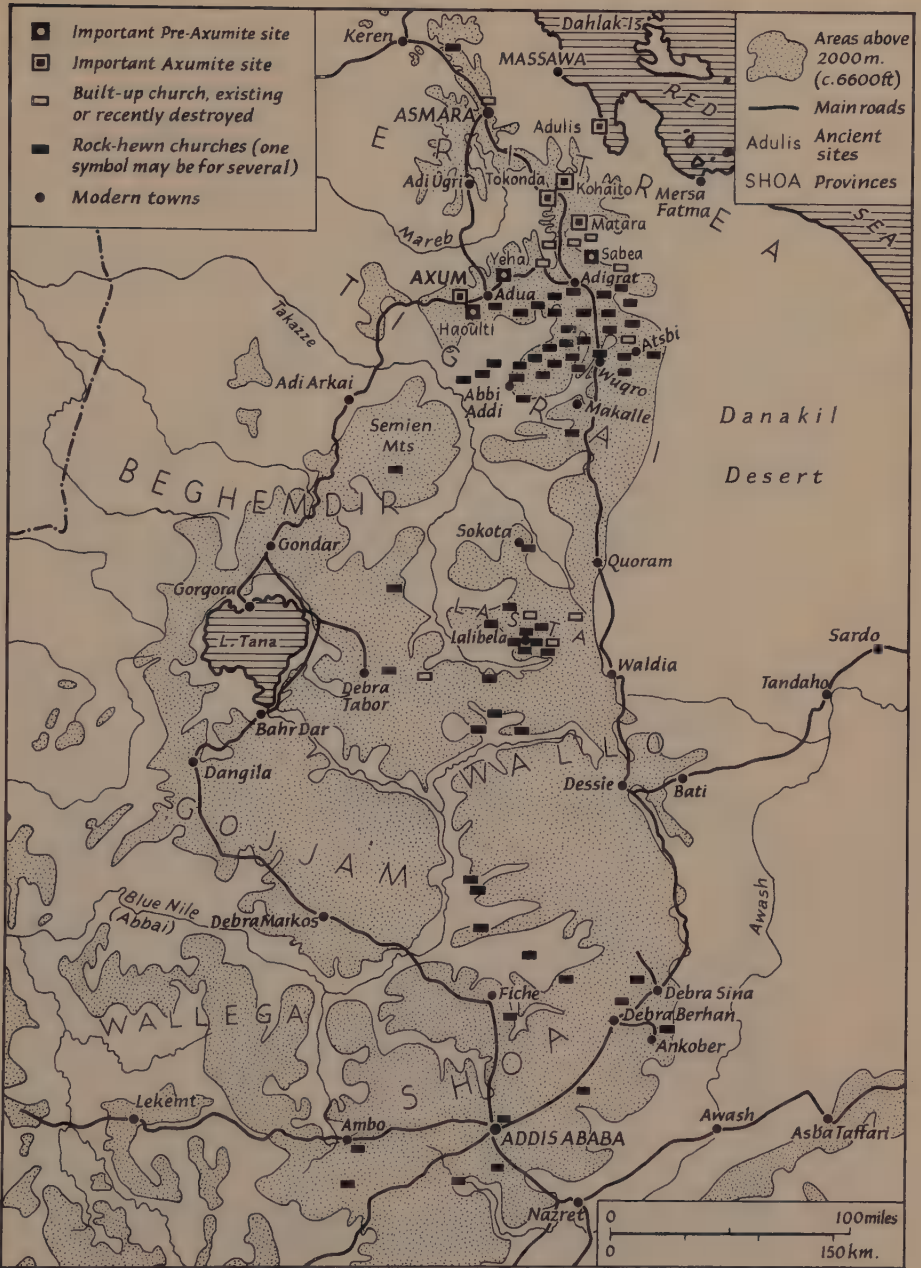 Important Pre-Axumite site
Important Axumite site
Built-up church, existing
or recently destroyed
Rock-hewn churches (one
symbol may be for several)
Modern towns
Areas above
2000 m.
(c.6600ft)
Main roads
Adulis Ancient
sites
SHOA Provinces
Dahlak Is.
Keren
MASSAWA
RED
SEA
ASMARA
Adulis
ERITREA
Adi Ugri
Tokonda
Kohaito
Mersa
Fatma
Matara
Mareb
Yeha
Sabea
AXUM
Adua
Adigrat
TIGRAI
Haoulti
Takazze
Atsbi
Wuqro
Adi Arkai
Abbi
Addi
Makalle
Semien
Mts
Danakil
Desert
BEGHEMDIR
Sokota
Gondar
Quoram
Gorgora
LASTA
L. Tana
Lalibela
Sardo
Waldia
Debra
Tabor
Tandaho
Bahr Dar
WALLO
Dangila
Dessie
Bati
GOJJAM
Blue Nile
(Abbai)
Debra Markos
Awash
Fiche
Debra Sina
WALLEGA
Debra Berhan
Ankober
SHOA
Lekemt
Ambo
ADDIS ABABA
Awash
Asba Taffari
Nazret
0 100 miles
0 150 km.